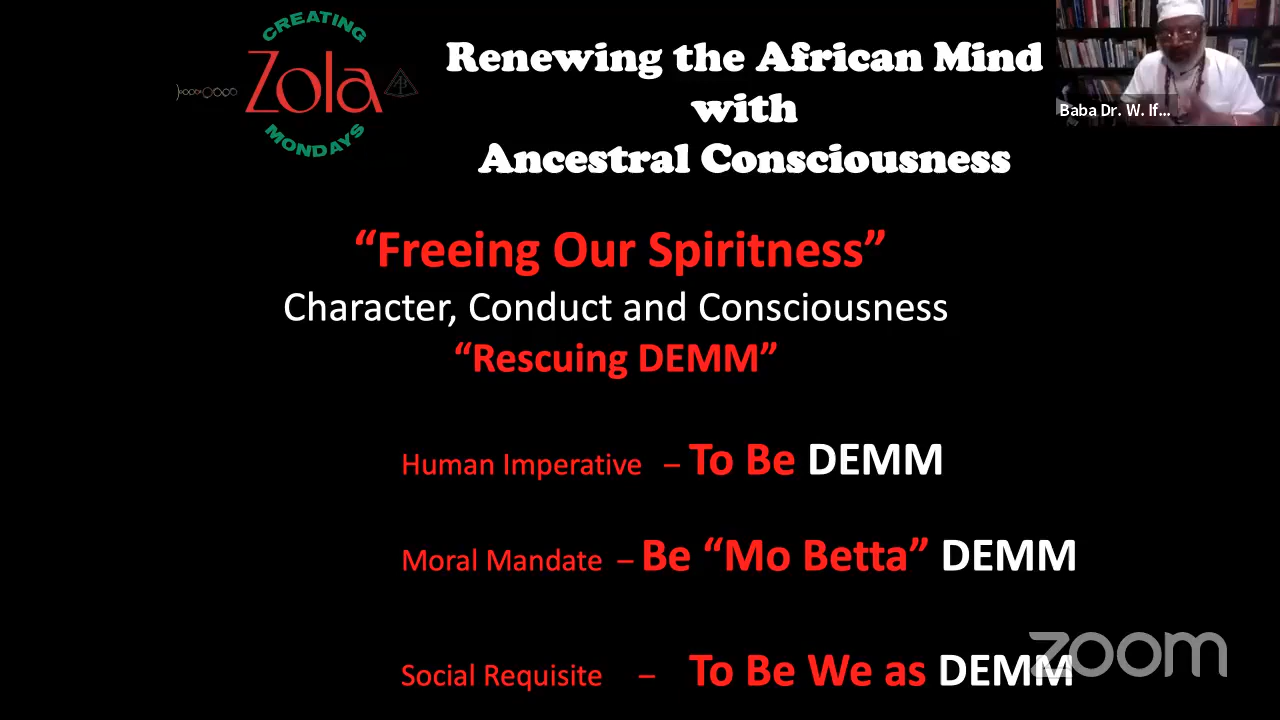 CREATING
Zola
MONDAYS
Renewing the African Mind
with
Ancestral Consciousness
Baba Dr. W. If...
“Freeing Our Spiritness”
Character, Conduct and Consciousness
“Rescuing DEMM”
Human Imperative – To Be DEMM
Moral Mandate – Be “Mo Betta” DEMM
Social Requisite – To Be We as DEMM
zoom